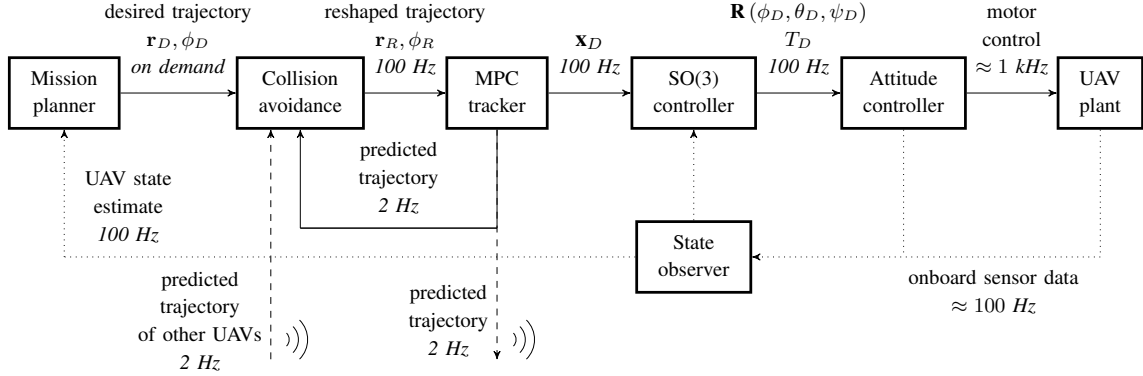 desired trajectory
𝐫_D, ϕ_D
on demand
reshaped trajectory
𝐫_R, ϕ_R
100 Hz
𝐱_D
100 Hz
𝐑 (ϕ_D, θ_D, ψ_D)
T_D
100 Hz
motor
control
≈ 1 kHz
Mission
planner
Collision
avoidance
MPC
tracker
SO(3)
controller
Attitude
controller
UAV
plant
predicted
trajectory
2 Hz
UAV state
estimate
100 Hz
State
observer
onboard sensor data
≈ 100 Hz
predicted
trajectory
of other UAVs
2 Hz
predicted
trajectory
2 Hz